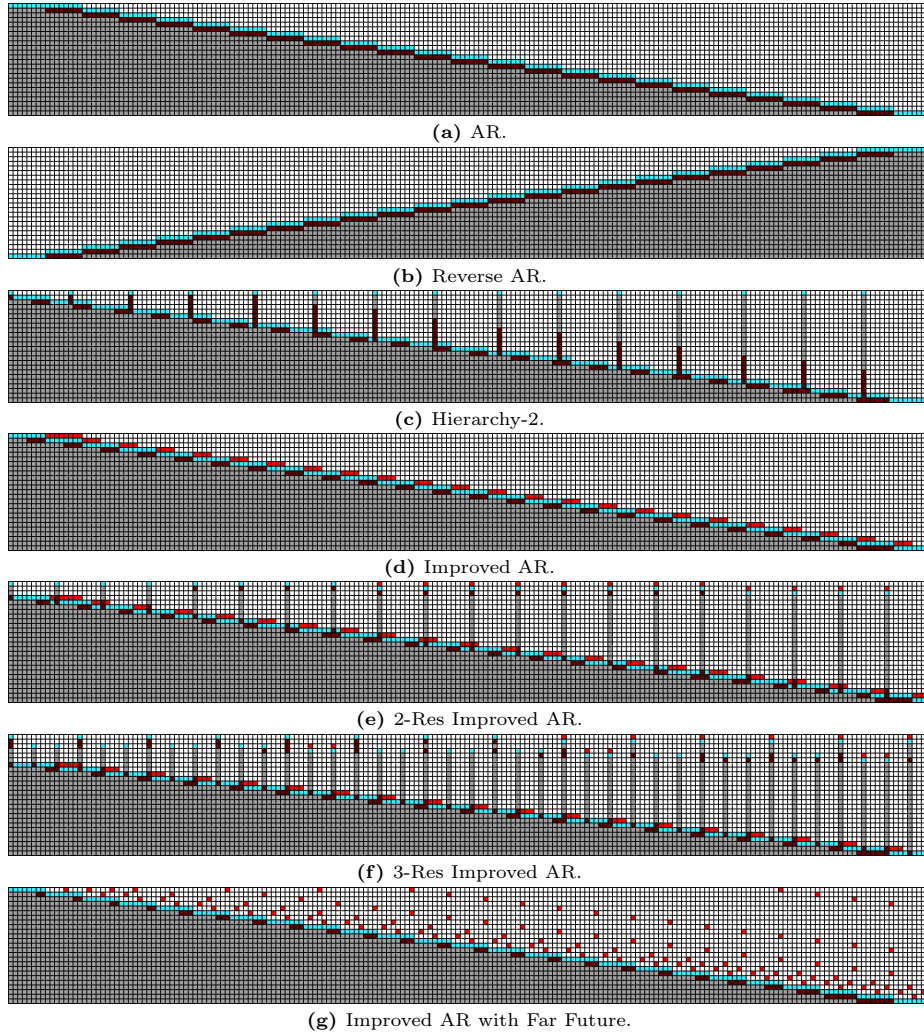 (a) AR.
(b) Reverse AR.
(c) Hierarchy-2.
(d) Improved AR.
(e) 2-Res Improved AR.
(f) 3-Res Improved AR.
(g) Improved AR with Far Future.